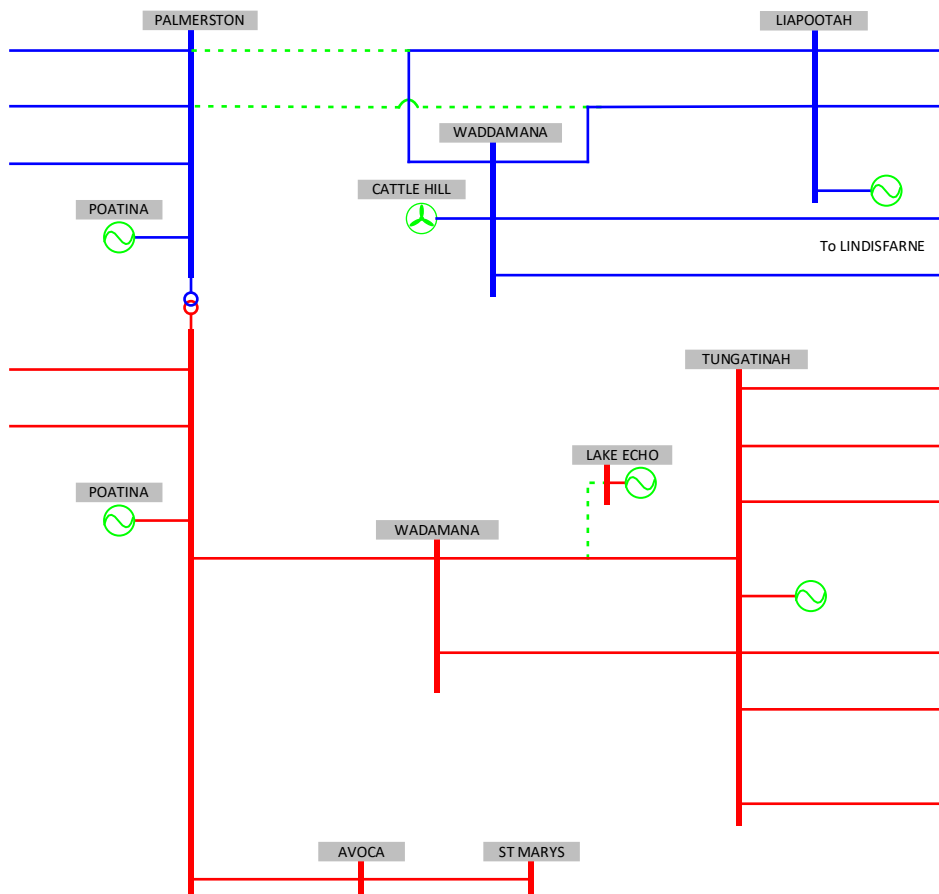 PALMERSTON
LIAPOOTAH
WADDAMANA
CATTLE HILL
POATINA
To LINDISFARNE
TUNGATINAH
LAKE ECHO
POATINA
WADAMANA
AVOCA
ST MARYS